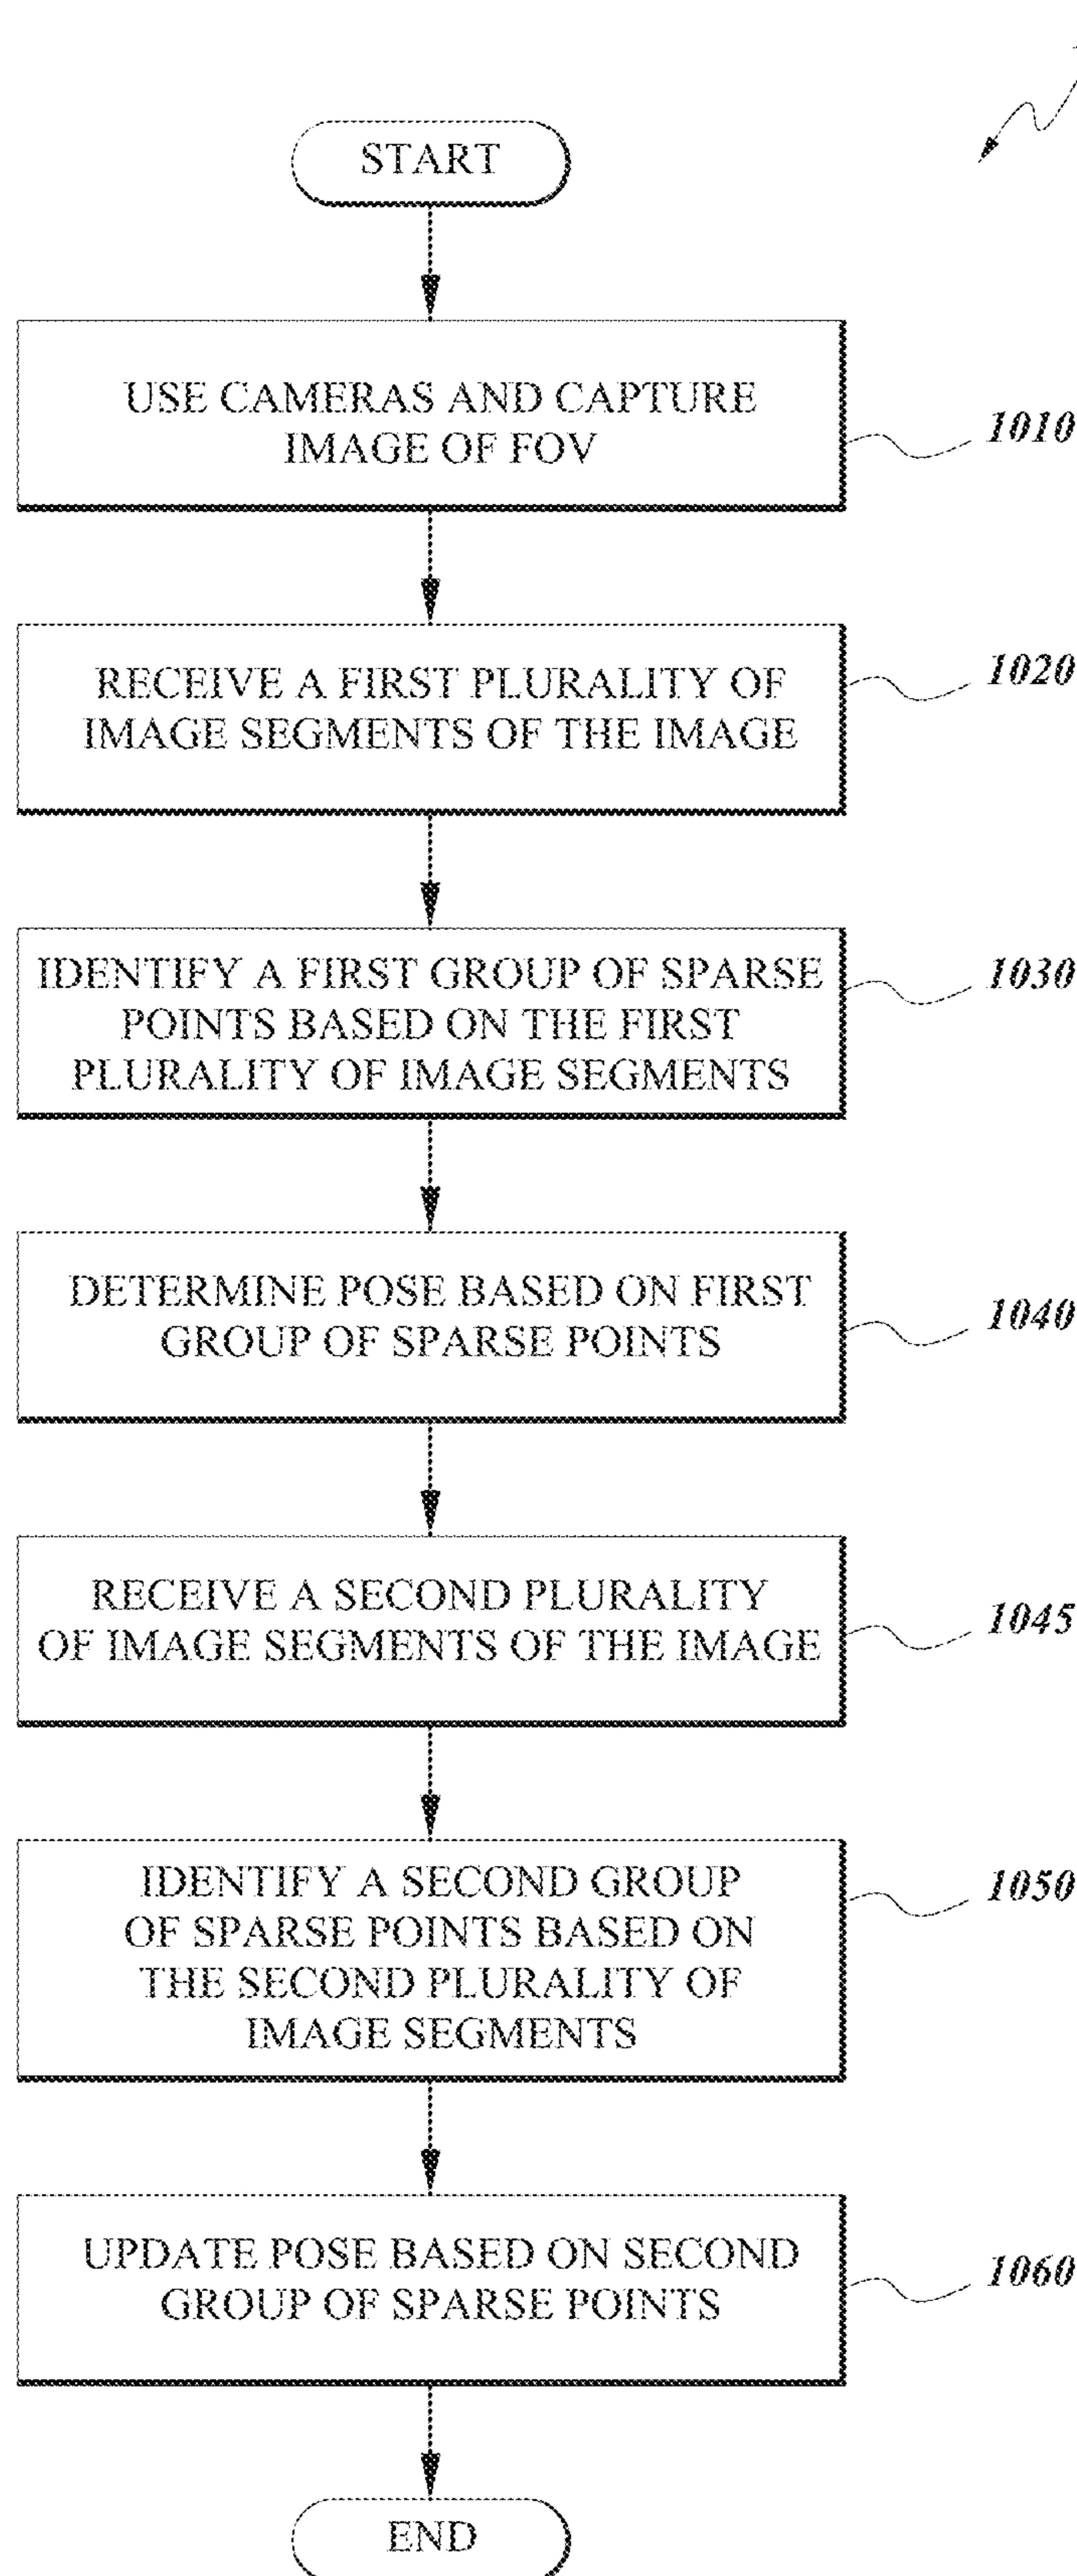 START
USE CAMERAS AND CAPTURE
IMAGE OF FOV
1010
RECEIVE A FIRST PLURALITY OF
IMAGE SEGMENTS OF THE IMAGE
1020
IDENTIFY A FIRST GROUP OF SPARSE
POINTS BASED ON THE FIRST
PLURALITY OF IMAGE SEGMENTS
1030
DETERMINE POSE BASED ON FIRST
GROUP OF SPARSE POINTS
1040
RECEIVE A SECOND PLURALITY
OF IMAGE SEGMENTS OF THE IMAGE
1045
IDENTIFY A SECOND GROUP
OF SPARSE POINTS BASED ON
THE SECOND PLURALITY OF
IMAGE SEGMENTS
1050
UPDATE POSE BASED ON SECOND
GROUP OF SPARSE POINTS
1060
END